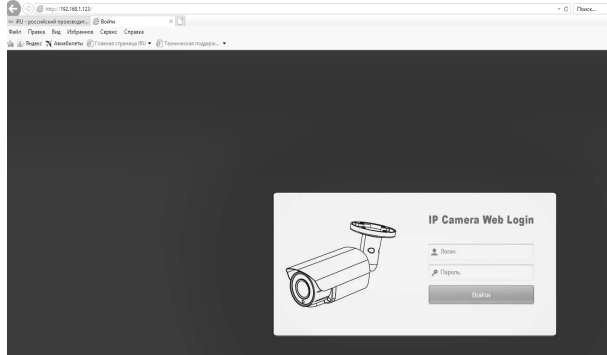 http://192.168.1.123/
Поиск...
iRU - российский производит...
Войти
Файл Правка Вид Избранное Сервис Справка
Яндекс Авиабилеты Главная страница IRU Техническая поддерж...
IP Camera Web Login
Логин
Пароль
Войти